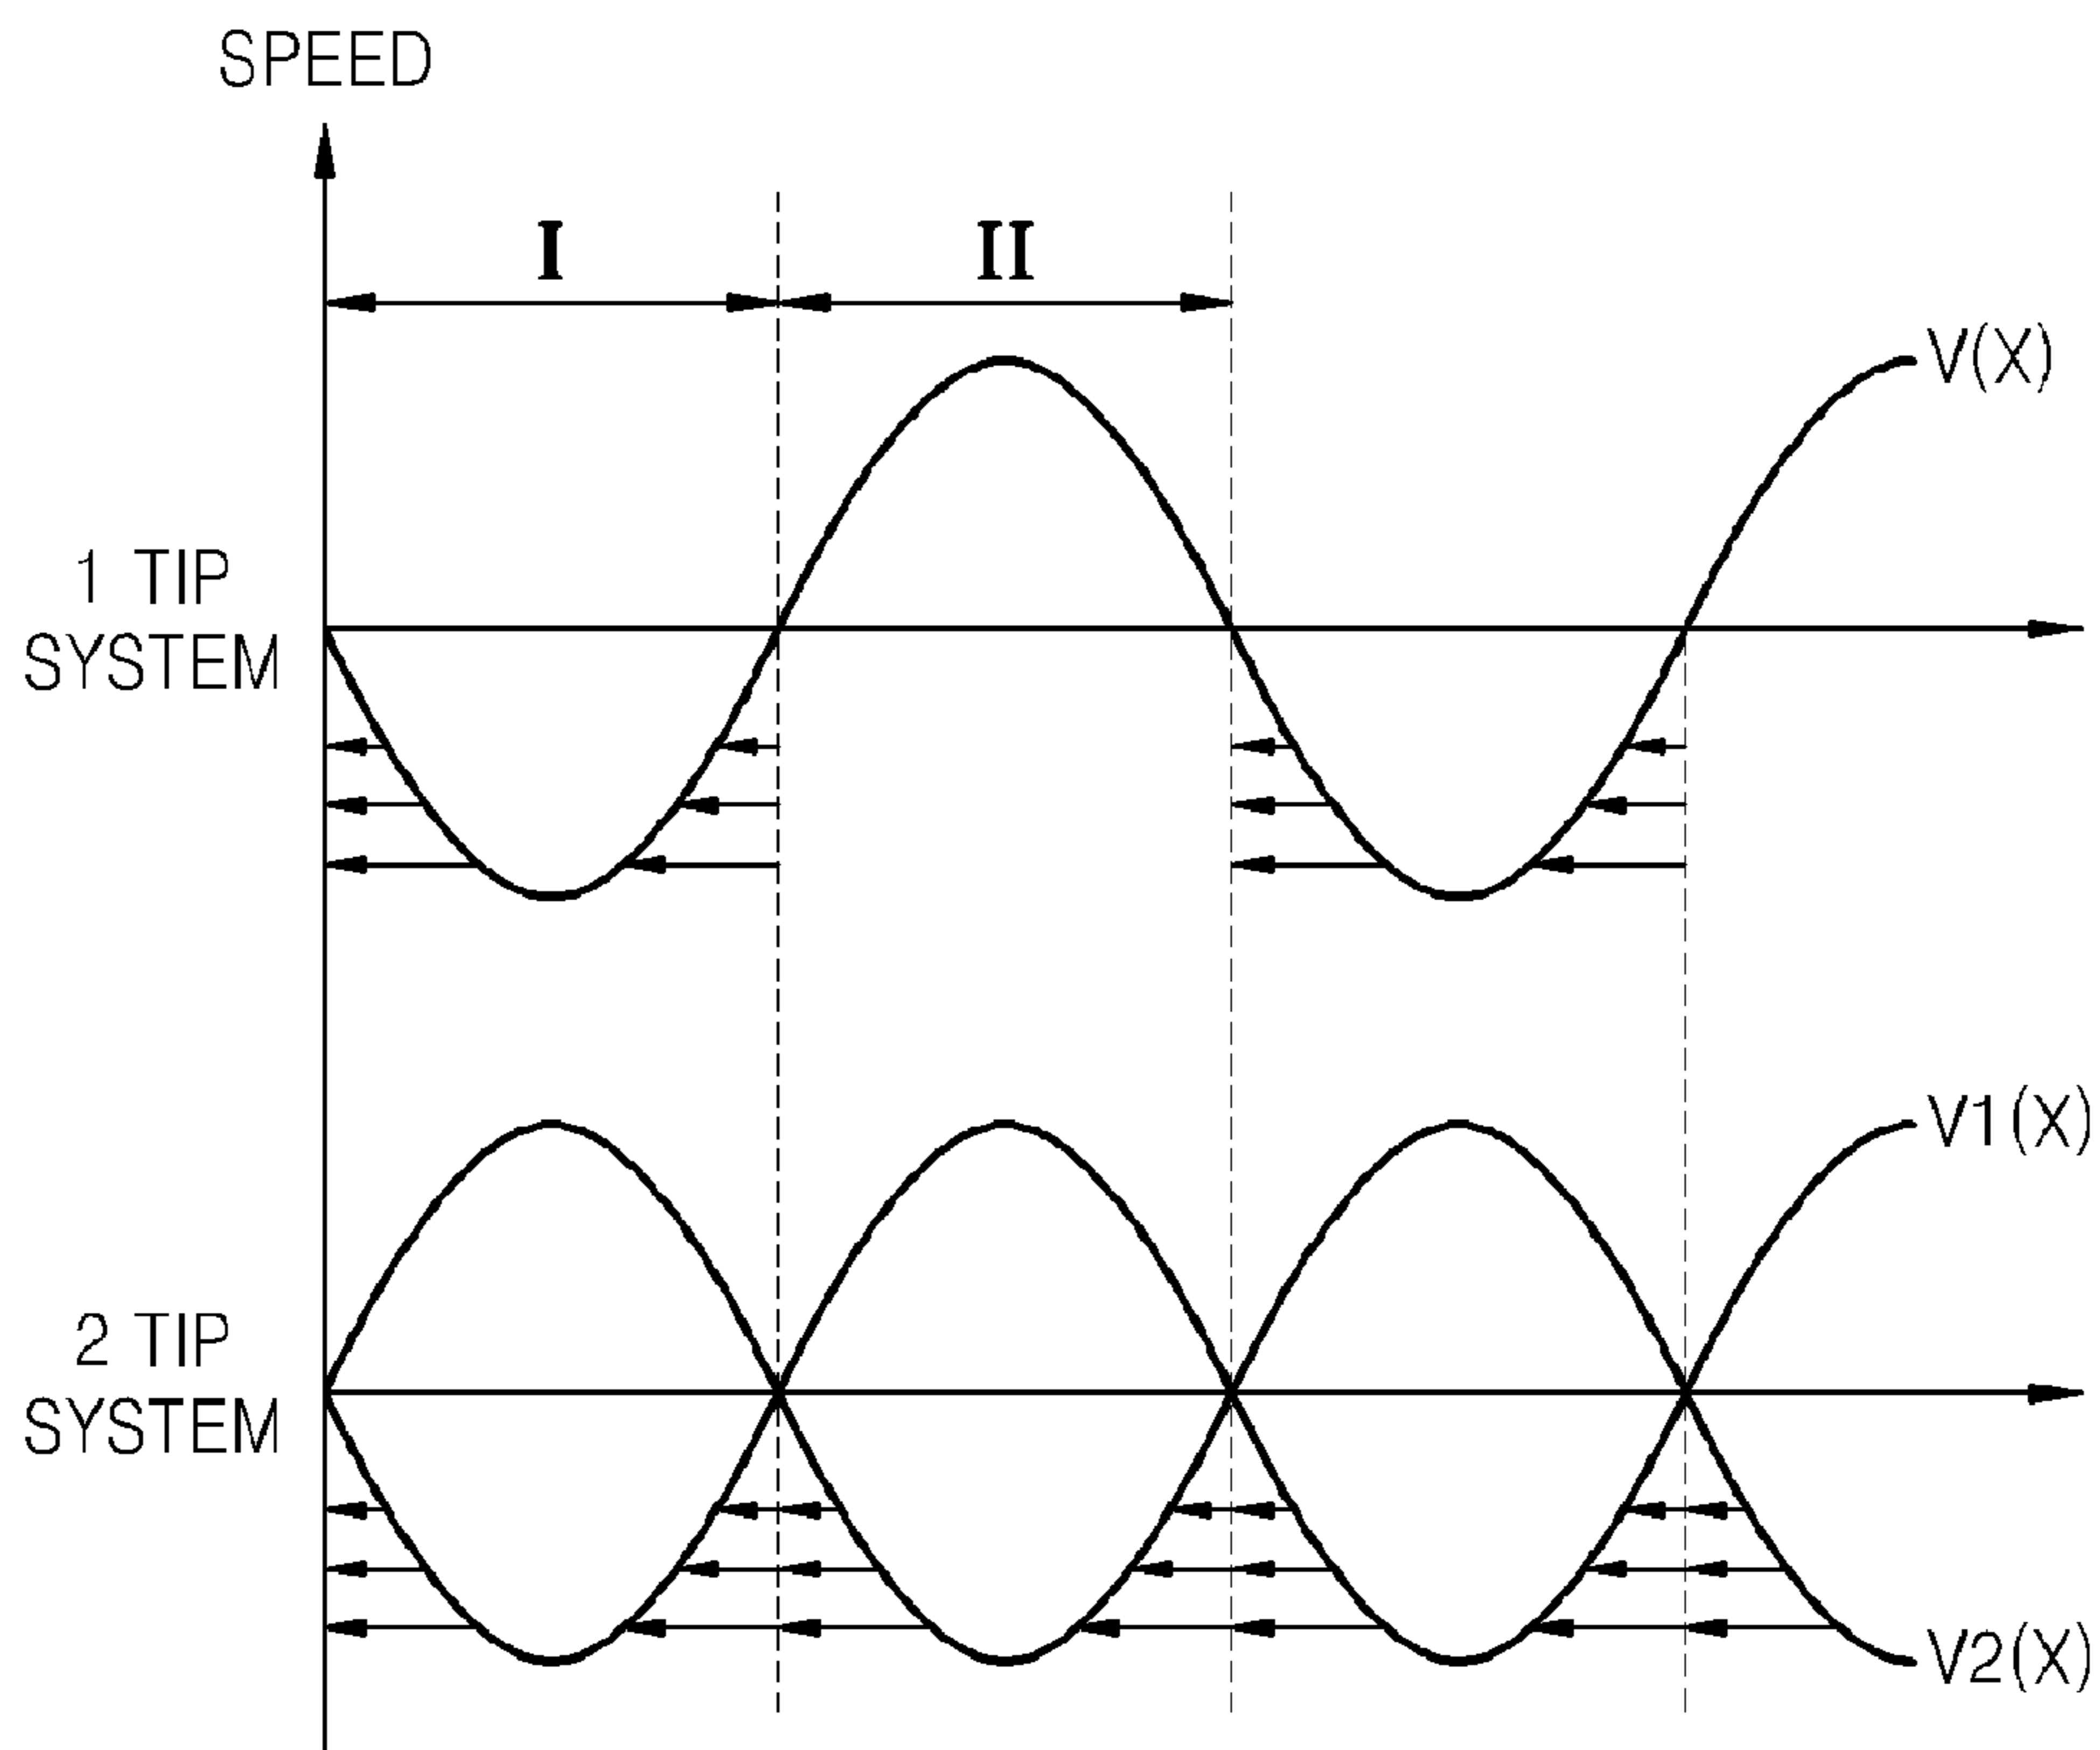 SPEED
I
II
V(X)
1 TIP
SYSTEM
V1(X)
2 TIP
SYSTEM
V2(X)